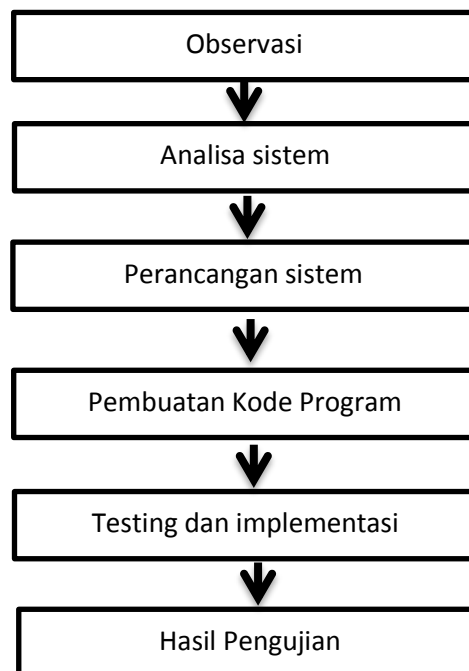 Observasi
Analisa sistem
Perancangan sistem
Pembuatan Kode Program
Testing dan implementasi
Hasil Pengujian